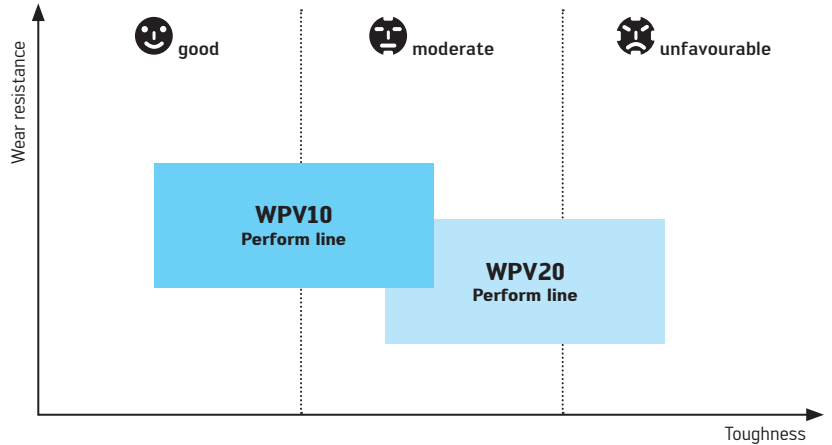 good
moderate
unfavourable
Wear resistance
WPV10
Perform line
WPV20
Perform line
Toughness